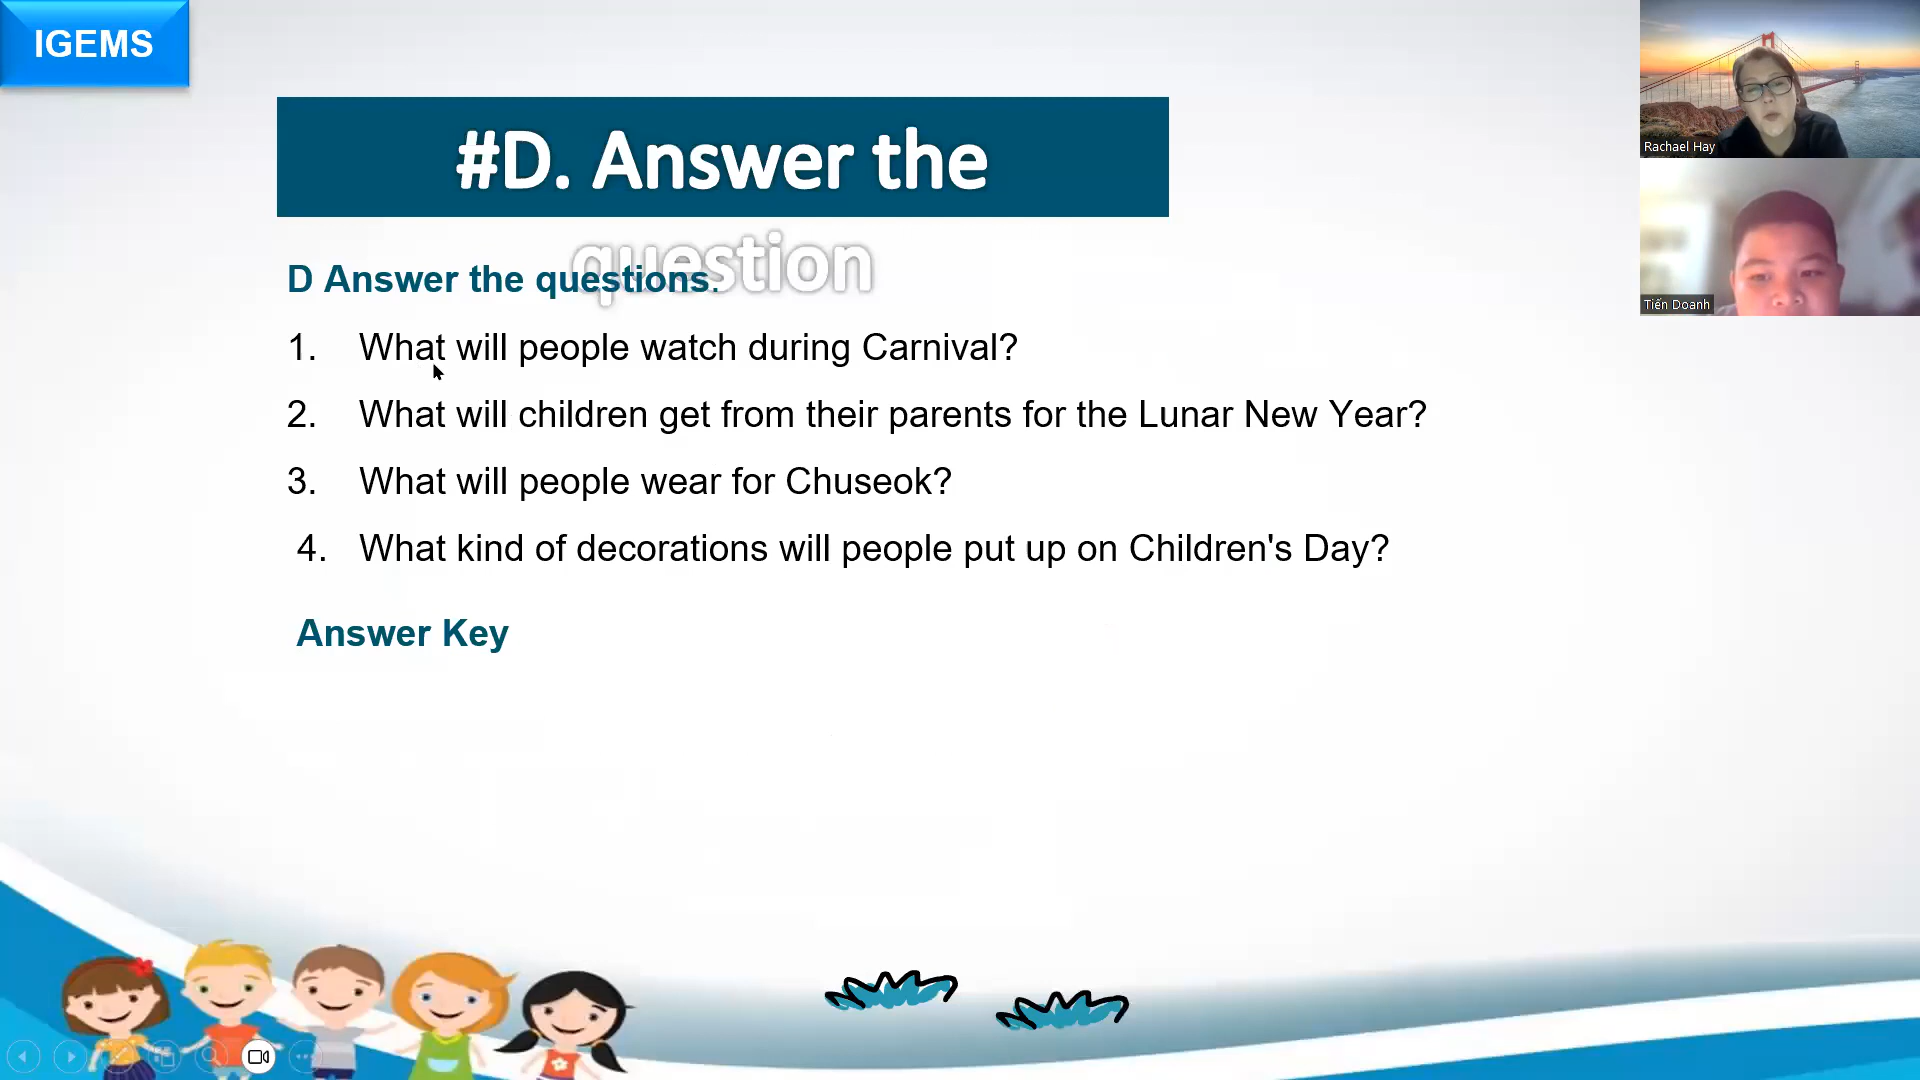 IGEMS
#D. Answer the
question
D Answer the questions.
1. What will people watch during Carnival?
2. What will children get from their parents for the Lunar New Year?
3. What will people wear for Chuseok?
4. What kind of decorations will people put up on Children's Day?
Answer Key
Rachael Hay
Tiến Doanh